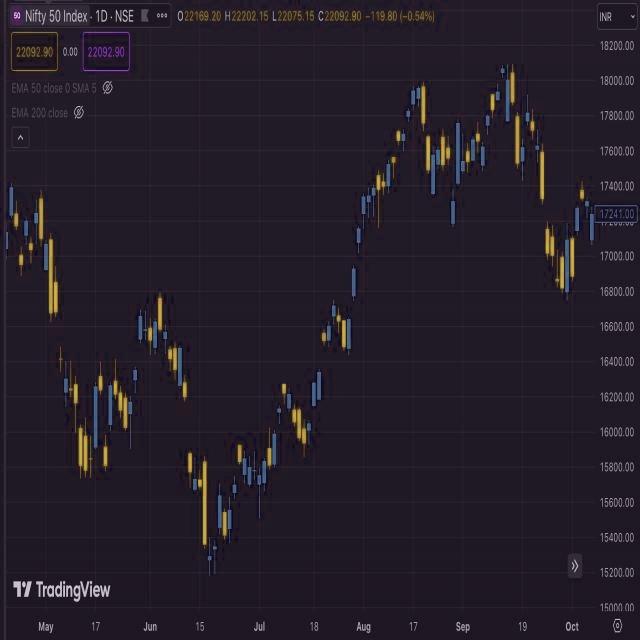 50 Nifty 50 Index · 1D · NSE ••• O22169.20 H22202.15 L22075.15 C22092.90 −119.80 (−0.54%) INR
22092.90 0.00 22092.90
EMA 50 close 0 SMA 5
EMA 200 close
18200.00
18000.00
17800.00
17600.00
17400.00
17241.00
17000.00
16800.00
16600.00
16400.00
16200.00
16000.00
15800.00
15600.00
15400.00
15200.00
15000.00
TradingView
May 17 Jun 15 Jul 18 Aug 17 Sep 19 Oct